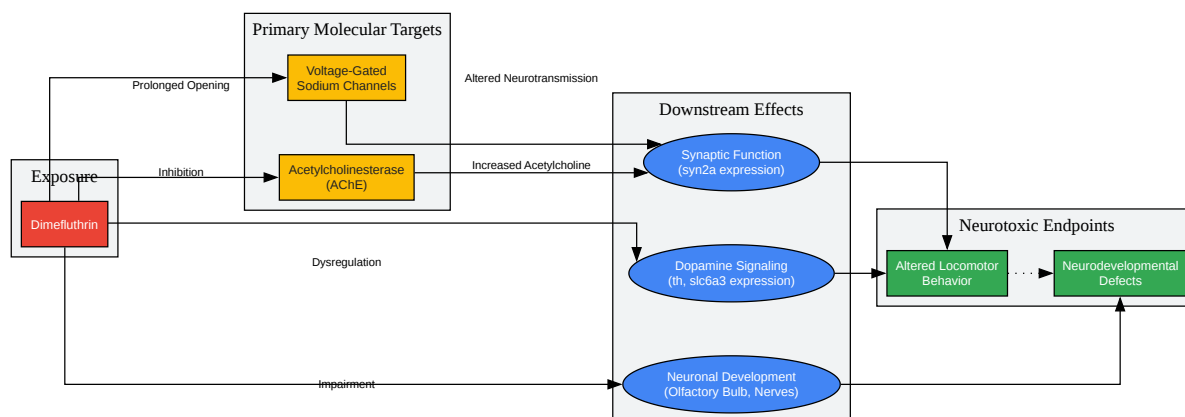 Primary Molecular Targets
Voltage-Gated
Sodium Channels
Prolonged Opening
Altered Neurotransmission
Downstream Effects
Synaptic Function
(syn2a expression)
Acetylcholinesterase
(AChE)
Inhibition
Increased Acetylcholine
Exposure
Dimefluthrin
Dysregulation
Dopamine Signaling
(th, slc6a3 expression)
Neurotoxic Endpoints
Altered Locomotor
Behavior
Neurodevelopmental
Defects
Impairment
Neuronal Development
(Olfactory Bulb, Nerves)